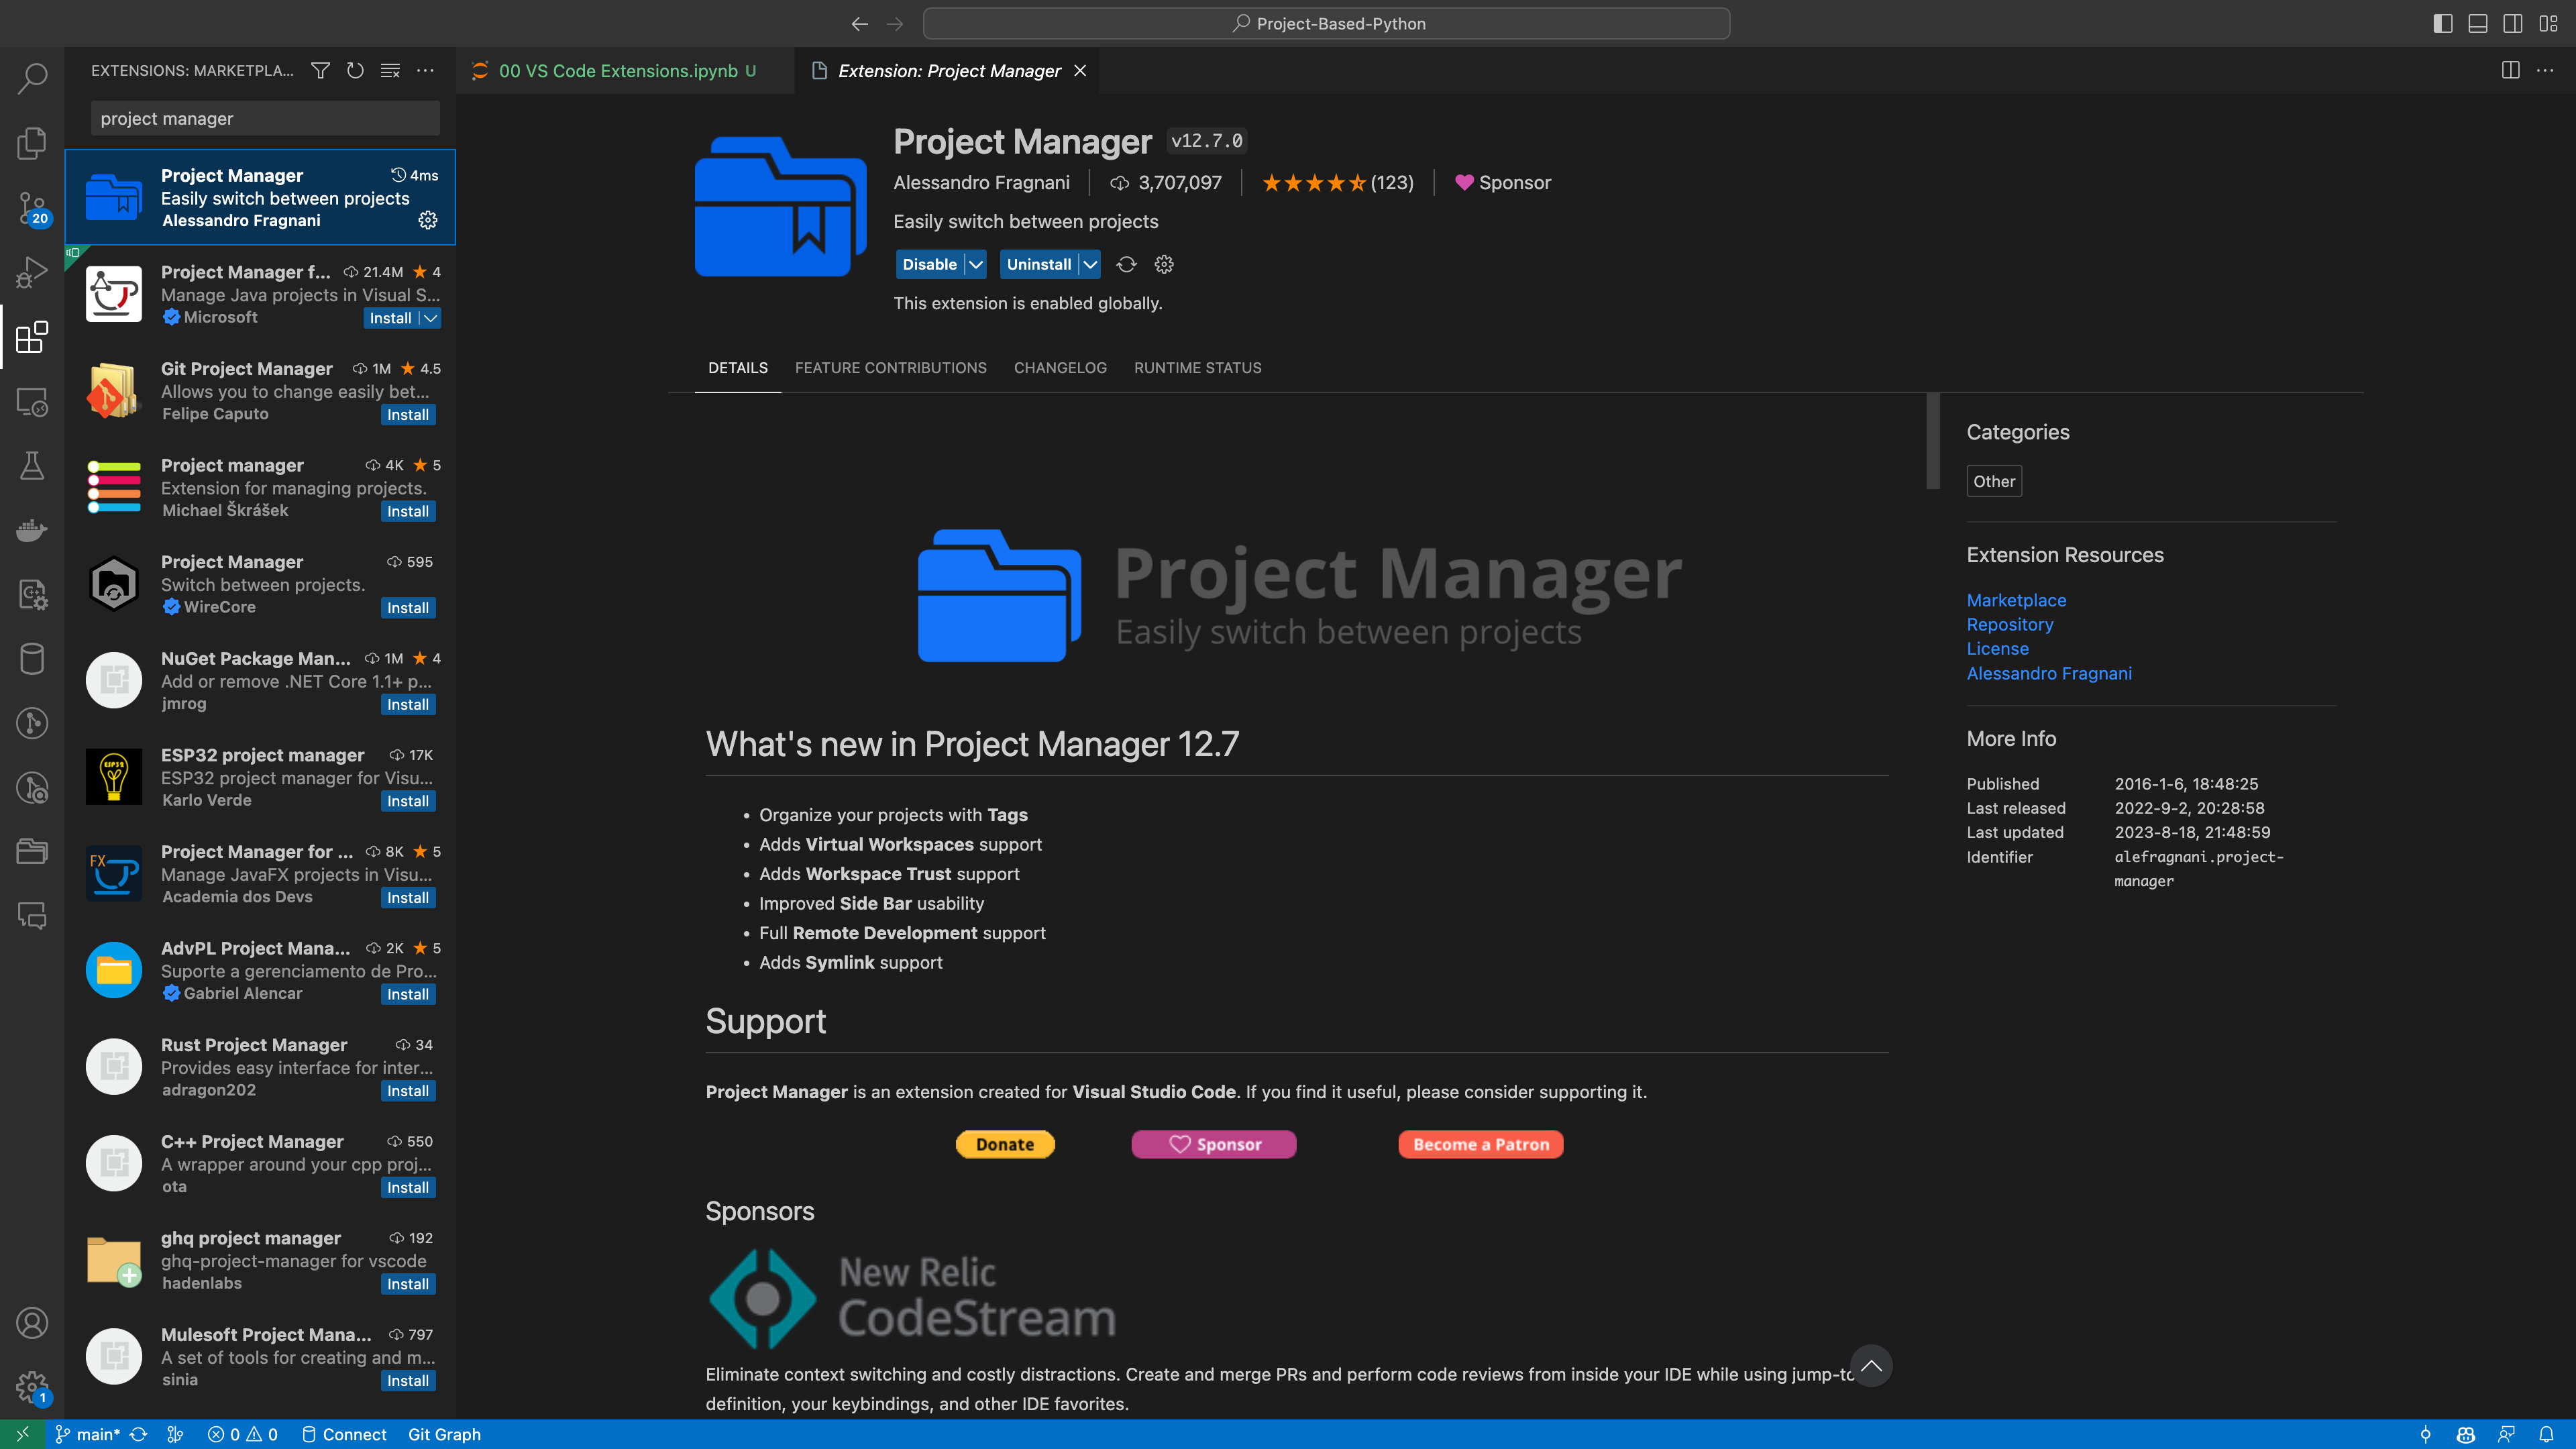 Project-Based-Python
EXTENSIONS: MARKETPLA...
00 VS Code Extensions.ipynb U
Extension: Project Manager
project manager
Project Manager 4ms
Easily switch between projects
Alessandro Fragnani
Project Manager f... 21.4M 4
Manage Java projects in Visual S...
Microsoft Install
Git Project Manager 1M 4.5
Allows you to change easily bet...
Felipe Caputo Install
Project manager 4K 5
Extension for managing projects.
Michael Škrášek Install
Project Manager 595
Switch between projects.
WireCore Install
NuGet Package Man... 1M 4
Add or remove .NET Core 1.1+ p...
jmrog Install
ESP32 project manager 17K
ESP32 project manager for Visu...
Karlo Verde Install
Project Manager for ... 8K 5
Manage JavaFX projects in Visu...
Academia dos Devs Install
AdvPL Project Mana... 2K 5
Suporte a gerenciamento de Pro...
Gabriel Alencar Install
Rust Project Manager 34
Provides easy interface for inter...
adragon202 Install
C++ Project Manager 550
A wrapper around your cpp proj...
ota Install
ghq project manager 192
ghq-project-manager for vscode
hadenlabs Install
Mulesoft Project Mana... 797
A set of tools for creating and m...
sinia Install
20
1
Project Manager v12.7.0
Alessandro Fragnani 3,707,097 (123) Sponsor
Easily switch between projects
Disable Uninstall
This extension is enabled globally.
DETAILS FEATURE CONTRIBUTIONS CHANGELOG RUNTIME STATUS
Project Manager
Easily switch between projects
What's new in Project Manager 12.7
• Organize your projects with Tags
• Adds Virtual Workspaces support
• Adds Workspace Trust support
• Improved Side Bar usability
• Full Remote Development support
• Adds Symlink support
Support
Project Manager is an extension created for Visual Studio Code. If you find it useful, please consider supporting it.
Donate Sponsor Become a Patron
Sponsors
New Relic
CodeStream
Eliminate context switching and costly distractions. Create and merge PRs and perform code reviews from inside your IDE while using jump-to
definition, your keybindings, and other IDE favorites.
Categories
Other
Extension Resources
Marketplace
Repository
License
Alessandro Fragnani
More Info
Published 2016-1-6, 18:48:25
Last released 2022-9-2, 20:28:58
Last updated 2023-8-18, 21:48:59
Identifier alefragnani.project-
manager
main* 0 0 Connect Git Graph